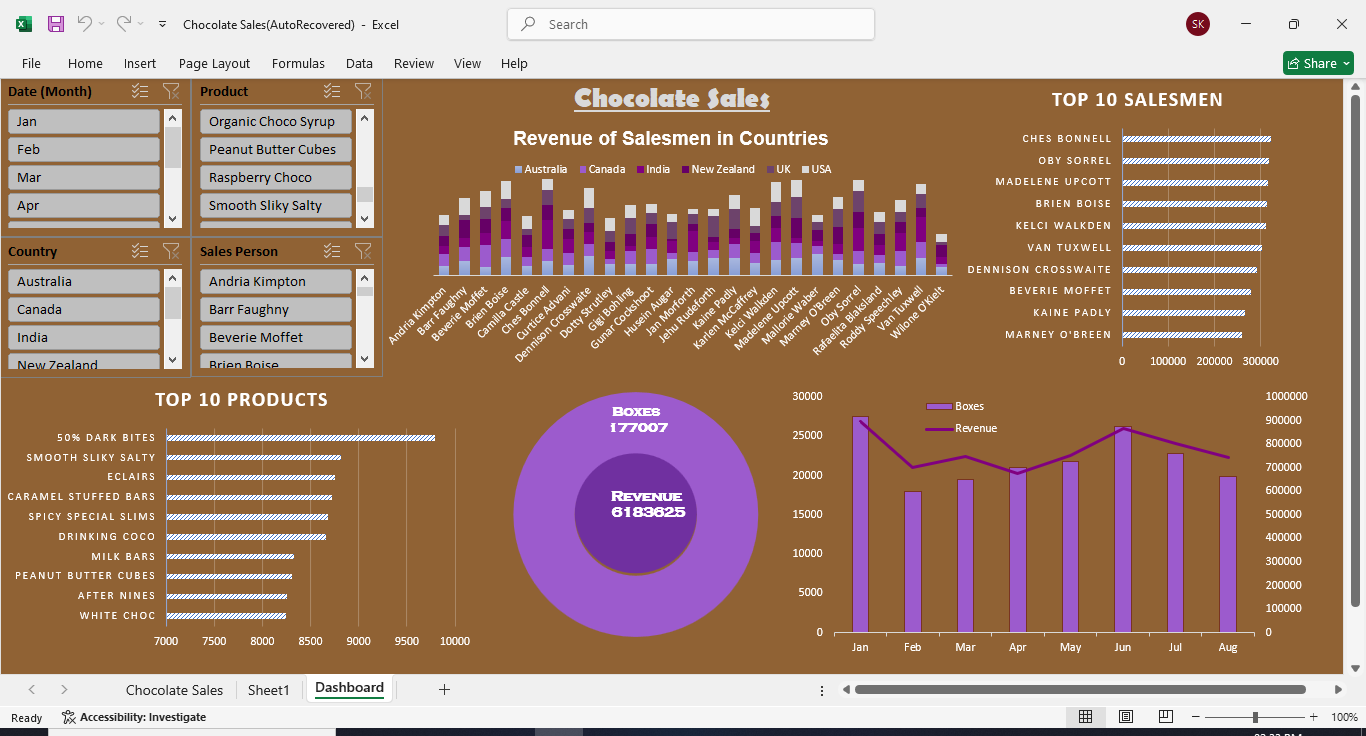 Chocolate Sales(AutoRecovered) - Excel
Search
SK
File Home Insert Page Layout Formulas Data Review View Help
Share
Date (Month)
Jan
Feb
Mar
Apr
Product
Organic Choco Syrup
Peanut Butter Cubes
Raspberry Choco
Smooth Sliky Salty
Country
Australia
Canada
India
New Zealand
Sales Person
Andria Kimpton
Barr Faughny
Beverie Moffet
Brien Boise
Chocolate Sales
Revenue of Salesmen in Countries
Australia Canada India New Zealand UK USA
Andria Kimpton
Barr Faughny
Beverie Moffet
Brien Boise
Camilla Castle
Ches Bonnell
Curtice Advani
Dennison Crosswaite
Dotty Strutley
Gigi Bohling
Gunar Cockshoot
Husein Augar
Jan Morforth
Jehu Rudeforth
Kaine Padly
Karlen McCaffrey
Kelci Walkden
Madelene Upcott
Mallorie Waber
Marney O'Breen
Oby Sorrel
Rafaelita Blaksland
Roddy Speechley
Van Tuxwell
Wilone O'Kielt
TOP 10 SALESMEN
CHES BONNELL
OBY SORREL
MADELENE UPCOTT
BRIEN BOISE
KELCI WALKDEN
VAN TUXWELL
DENNISON CROSSWAITE
BEVERIE MOFFET
KAINE PADLY
MARNEY O'BREEN
0 100000 200000 300000
TOP 10 PRODUCTS
50% DARK BITES
SMOOTH SLIKY SALTY
ECLAIRS
CARAMEL STUFFED BARS
SPICY SPECIAL SLIMS
DRINKING COCO
MILK BARS
PEANUT BUTTER CUBES
AFTER NINES
WHITE CHOC
7000 7500 8000 8500 9000 9500 10000
Boxes
177007
Revenue
6183625
30000
25000
20000
15000
10000
5000
0
Boxes
Revenue
1000000
900000
800000
700000
600000
500000
400000
300000
200000
100000
0
Jan Feb Mar Apr May Jun Jul Aug
Chocolate Sales Sheet1 Dashboard
Ready Accessibility: Investigate
100%